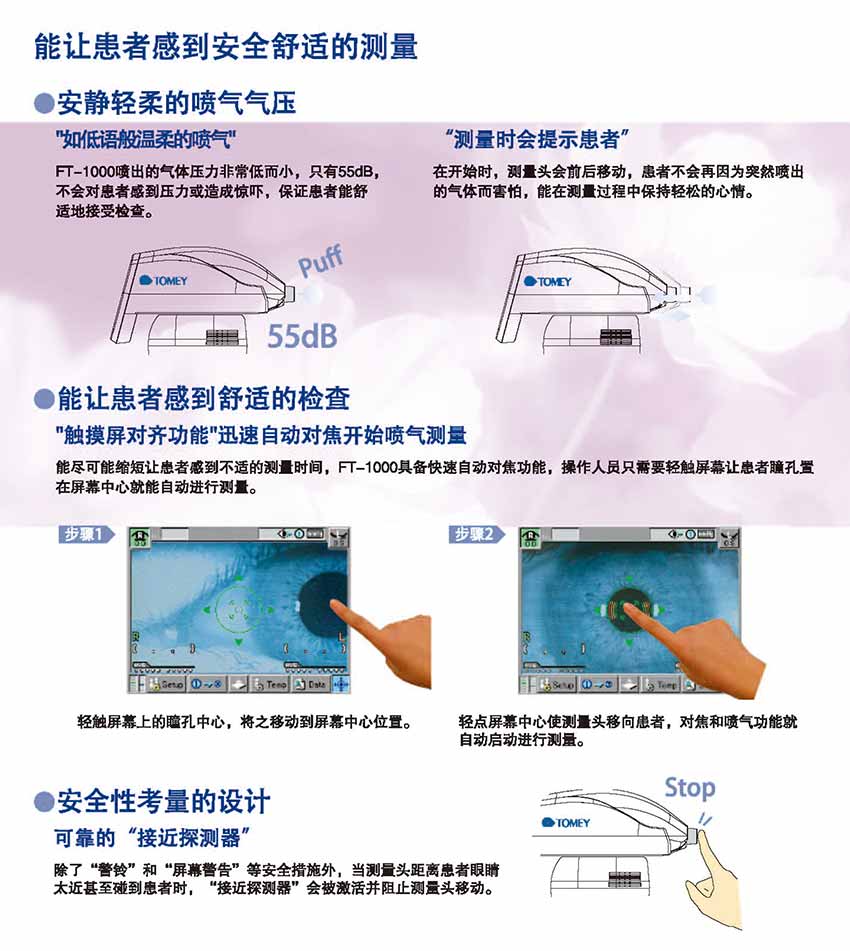 能让患者感到安全舒适的测量
●安静轻柔的喷气气压
"如低语般温柔的喷气"
FT-1000喷出的气体压力非常低而小，只有55dB，
不会对患者感到压力或造成惊吓，保证患者能舒
适地接受检查。
“测量时会提示患者”
在开始时，测量头会前后移动，患者不会再因为突然喷出
的气体而害怕，能在测量过程中保持轻松的心情。
TOMEY
Puff
55dB
TOMEY
●能让患者感到舒适的检查
"触摸屏对齐功能"迅速自动对焦开始喷气测量
能尽可能缩短让患者感到不适的测量时间，FT-1000具备快速自动对焦功能，操作人员只需要轻触屏幕让患者瞳孔置
在屏幕中心就能自动进行测量。
步骤1
R
L
Setup
Temp
Data
轻触屏幕上的瞳孔中心，将之移动到屏幕中心位置。
步骤2
R
Setup
Temp
轻点屏幕中心使测量头移向患者，对焦和喷气功能就
自动启动进行测量。
●安全性考量的设计
可靠的“接近探测器”
除了“警铃”和“屏幕警告”等安全措施外，当测量头距离患者眼睛
太近甚至碰到患者时，“接近探测器”会被激活并阻止测量头移动。
Stop
TOMEY